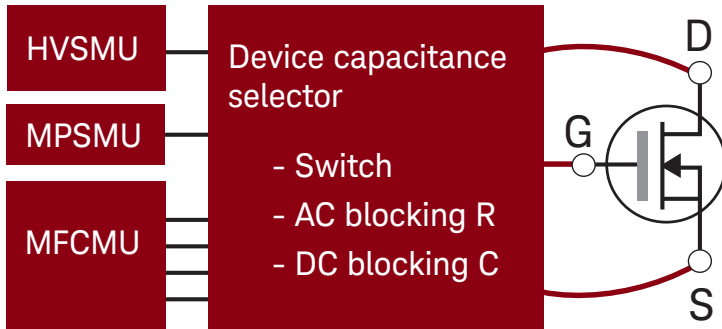 HVSMU
MPSMU
MFCMU
Device capacitance
selector
- Switch
- AC blocking R
- DC blocking C
D
G
S